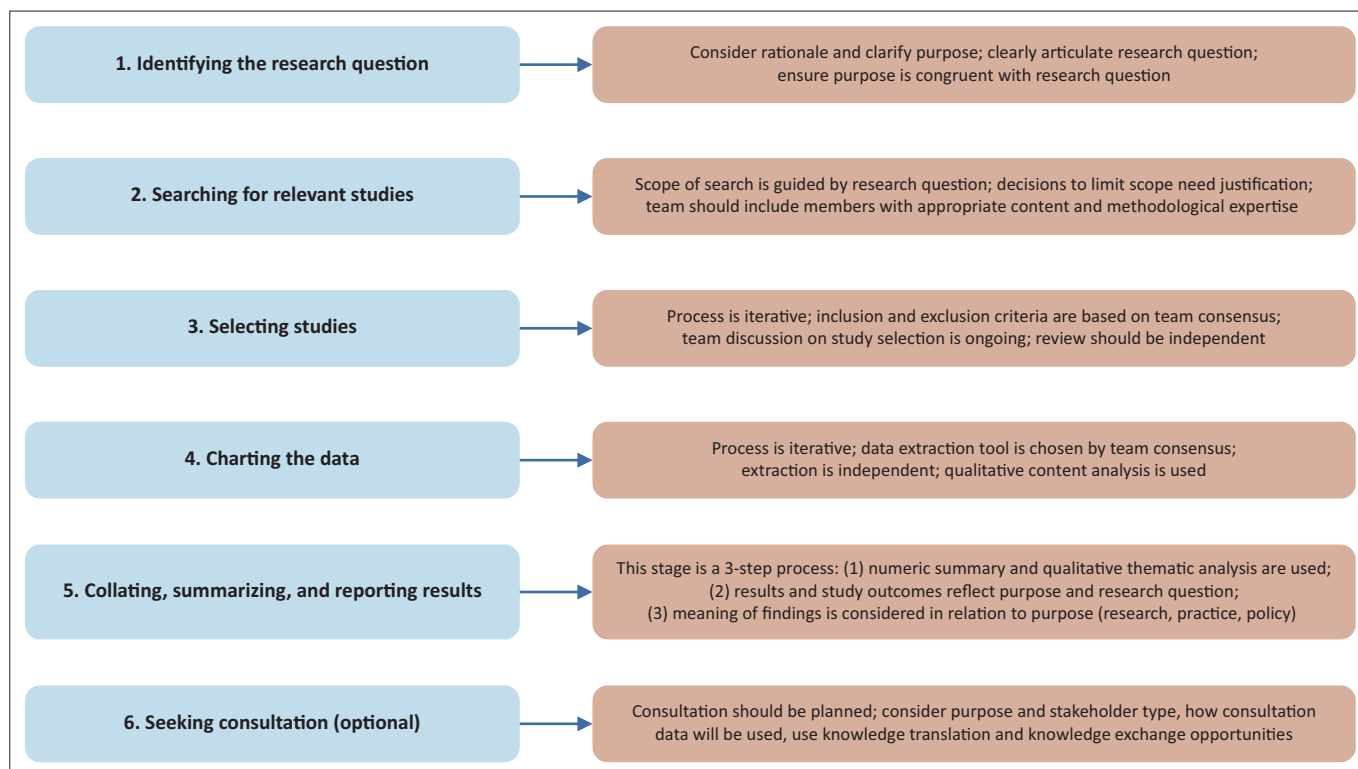 1. Identifying the research question
Consider rationale and clarify purpose; clearly articulate research question;
ensure purpose is congruent with research question
2. Searching for relevant studies
Scope of search is guided by research question; decisions to limit scope need justification;
team should include members with appropriate content and methodological expertise
3. Selecting studies
Process is iterative; inclusion and exclusion criteria are based on team consensus;
team discussion on study selection is ongoing; review should be independent
4. Charting the data
Process is iterative; data extraction tool is chosen by team consensus;
extraction is independent; qualitative content analysis is used
5. Collating, summarizing, and reporting results
This stage is a 3-step process: (1) numeric summary and qualitative thematic analysis are used;
(2) results and study outcomes reflect purpose and research question;
(3) meaning of findings is considered in relation to purpose (research, practice, policy)
6. Seeking consultation (optional)
Consultation should be planned; consider purpose and stakeholder type, how consultation
data will be used, use knowledge translation and knowledge exchange opportunities